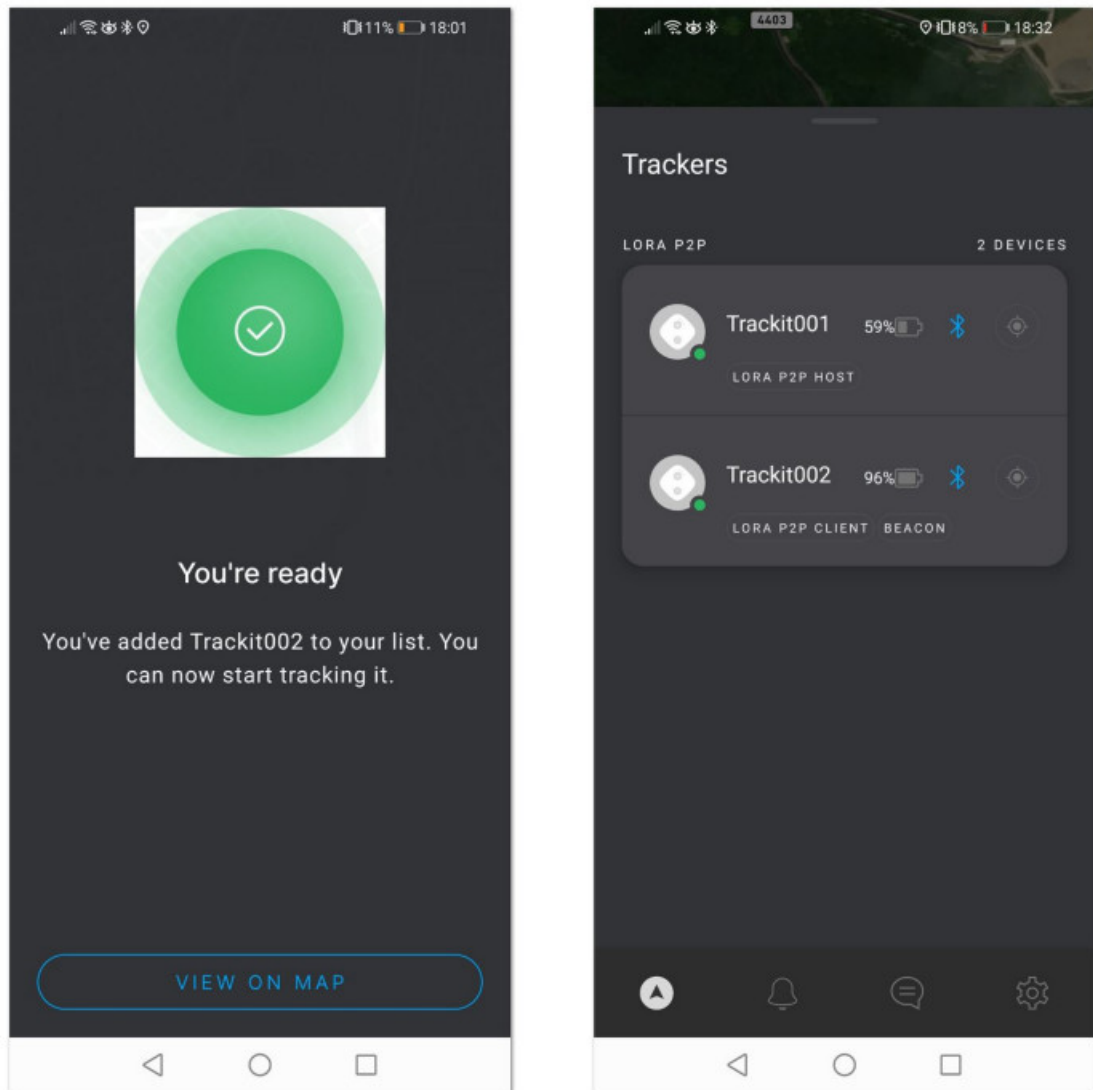 11% 18:01
You're ready
You've added Trackit002 to your list. You
can now start tracking it.
VIEW ON MAP
4403
8% 18:32
Trackers
LORA P2P 2 DEVICES
Trackit001 59%
LORA P2P HOST
Trackit002 96%
LORA P2P CLIENT BEACON